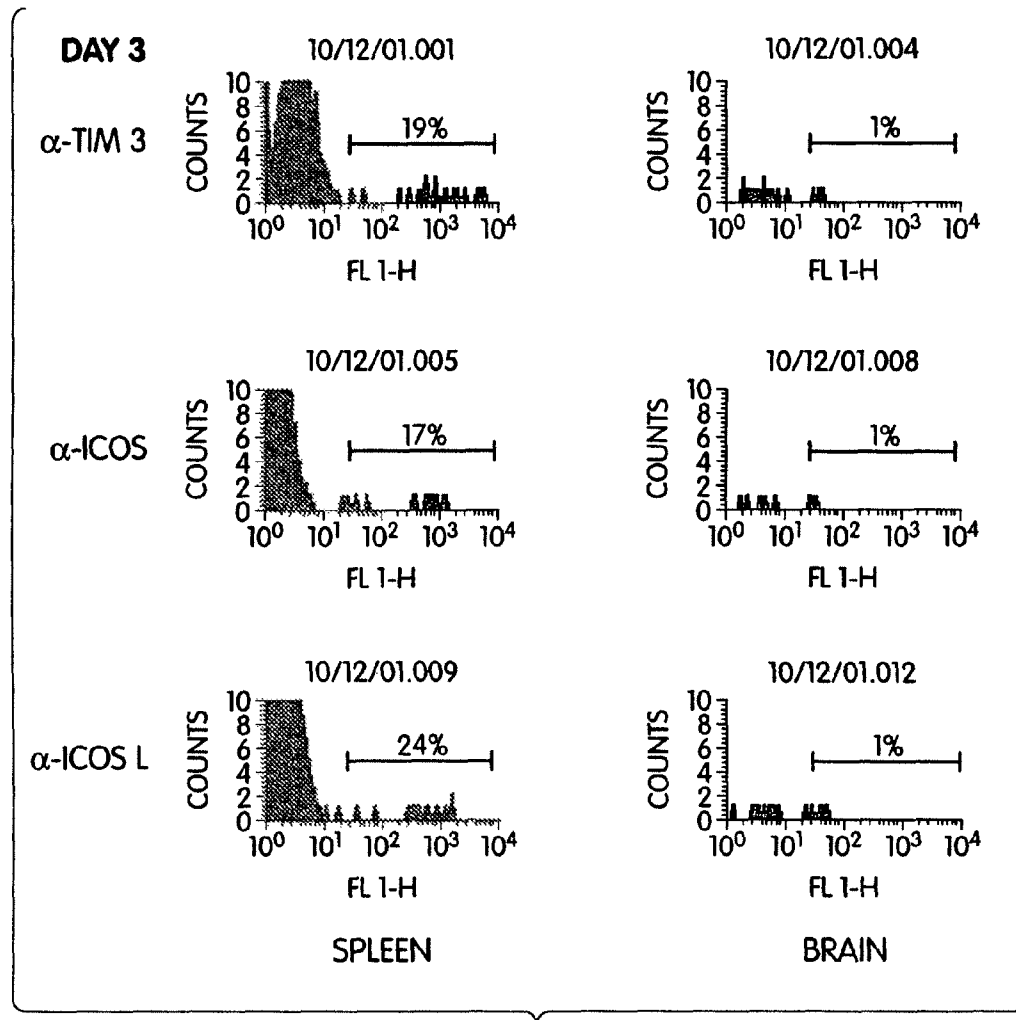 DAY 3
10/12/01.001
10/12/01.004
α-TIM 3
COUNTS
10
8
6
4
2
0
19%
10⁰ 10¹ 10² 10³ 10⁴
FL 1-H
COUNTS
10
8
6
4
2
0
1%
10⁰ 10¹ 10² 10³ 10⁴
FL 1-H
10/12/01.005
10/12/01.008
α-ICOS
COUNTS
10
8
6
4
2
0
17%
10⁰ 10¹ 10² 10³ 10⁴
FL 1-H
COUNTS
10
8
6
4
2
0
1%
10⁰ 10¹ 10² 10³ 10⁴
FL 1-H
10/12/01.009
10/12/01.012
α-ICOS L
COUNTS
10
8
6
4
2
0
24%
10⁰ 10¹ 10² 10³ 10⁴
FL 1-H
COUNTS
10
8
6
4
2
0
1%
10⁰ 10¹ 10² 10³ 10⁴
FL 1-H
SPLEEN
BRAIN